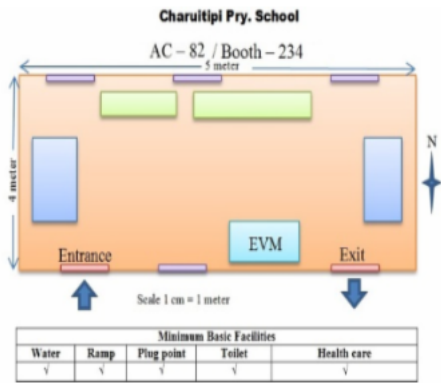 Charuitipi Pry. School
AC – 82 / Booth – 234
5 meter
4 meter
N
EVM
Entrance
Exit
Scale 1 cm = 1 meter
Minimum Basic Facilities
Water Ramp Plug point Toilet Health care
√ √ √ √ √